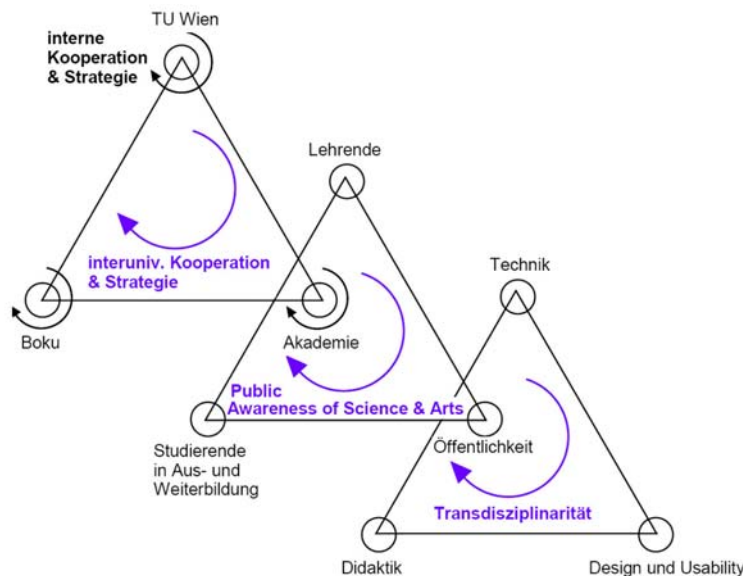 TU Wien
interne
Kooperation
& Strategie
Lehrende
interuniv. Kooperation
& Strategie
Technik
Boku
Akademie
Public
Awareness of Science & Arts
Studierende
in Aus- und
Weiterbildung
Öffentlichkeit
Transdisziplinarität
Didaktik
Design und Usability